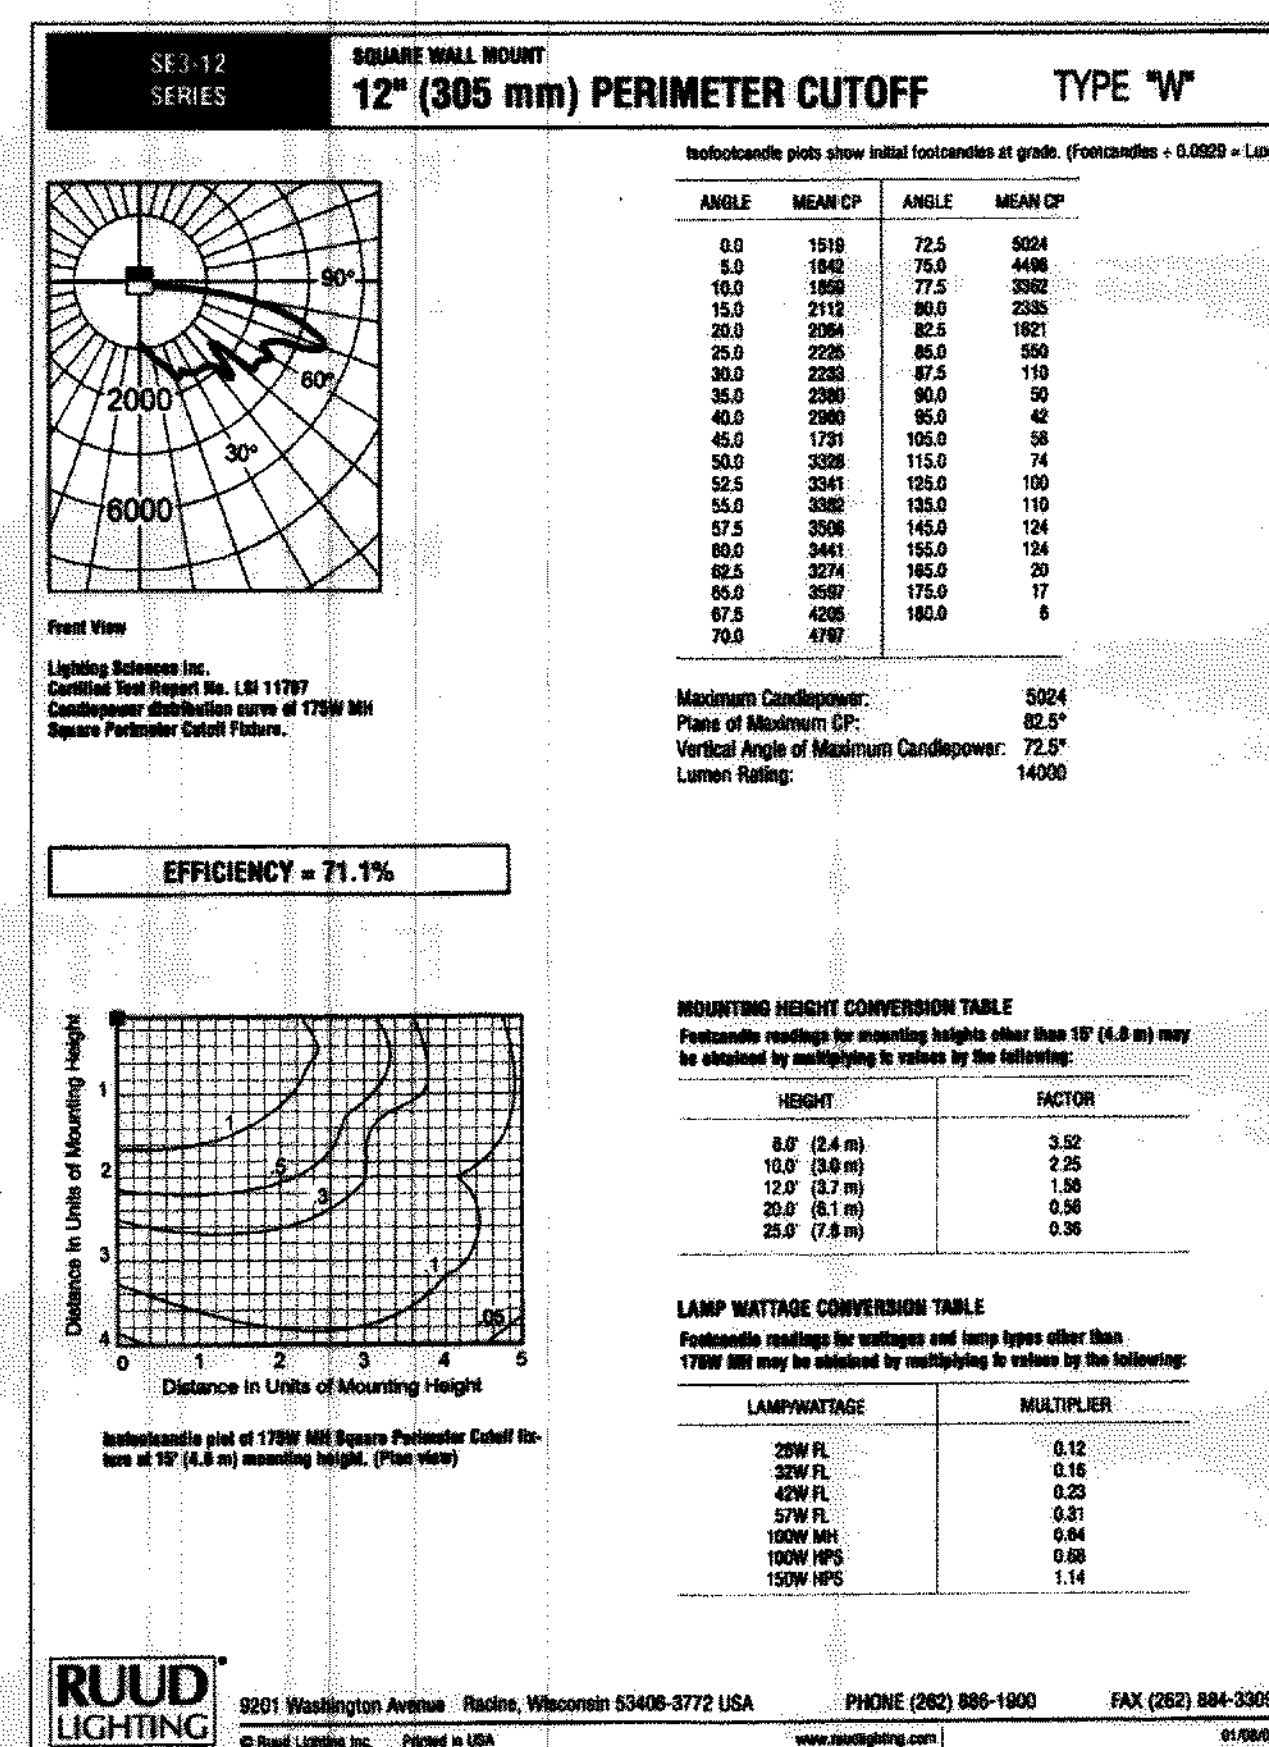 SE3-12
SERIES
SQUARE WALL MOUNT
12" (305 mm) PERIMETER CUTOFF
TYPE "W"
Isofootcandle plots show initial footcandles at grade. (Footcandles ÷ 0.0929 = Lux
ANGLE MEAN CP ANGLE MEAN CP
0.0 1519 72.5 5024
5.0 1642 75.0 4496
10.0 1859 77.5 3362
15.0 2112 80.0 2335
20.0 2064 82.5 1621
25.0 2225 85.0 550
30.0 2233 87.5 110
35.0 2380 90.0 50
40.0 2960 95.0 42
45.0 1731 105.0 58
50.0 3328 115.0 74
52.5 3341 125.0 100
55.0 3382 135.0 110
57.5 3506 145.0 124
60.0 3441 155.0 124
62.5 3274 165.0 20
65.0 3597 175.0 17
67.5 4205 180.0 6
70.0 4797
90°
60°
2000
30°
6000
Front View
Lighting Sciences Inc.
Certified Test Report No. LSI 11797
Candlepower distribution curve of 175W MH
Square Perimeter Cutoff Fixture.
Maximum Candlepower: 5024
Plane of Maximum CP: 82.5°
Vertical Angle of Maximum Candlepower: 72.5°
Lumen Rating: 14000
EFFICIENCY = 71.1%
Distance in Units of Mounting Height
1
2
3
4
1
.5
.3
.1
.05
0 1 2 3 4 5
Distance in Units of Mounting Height
Isofootcandle plot of 175W MH Square Perimeter Cutoff fix-
ture at 15' (4.6 m) mounting height. (Plan view)
MOUNTING HEIGHT CONVERSION TABLE
Footcandle readings for mounting heights other than 15' (4.6 m) may
be obtained by multiplying fc values by the following:
HEIGHT FACTOR
8.0' (2.4 m) 3.52
10.0' (3.0 m) 2.25
12.0' (3.7 m) 1.56
20.0' (6.1 m) 0.56
25.0' (7.6 m) 0.36
LAMP WATTAGE CONVERSION TABLE
Footcandle readings for wattages and lamp types other than
175W MH may be obtained by multiplying fc values by the following:
LAMP/WATTAGE MULTIPLIER
26W FL 0.12
32W FL 0.16
42W FL 0.23
57W FL 0.31
100W MH 0.64
100W HPS 0.68
150W HPS 1.14
RUUD
LIGHTING
9201 Washington Avenue Racine, Wisconsin 53406-3772 USA PHONE (262) 886-1900 FAX (262) 884-3309
© Ruud Lighting Inc. Printed in USA www.ruudlighting.com 01/08/0